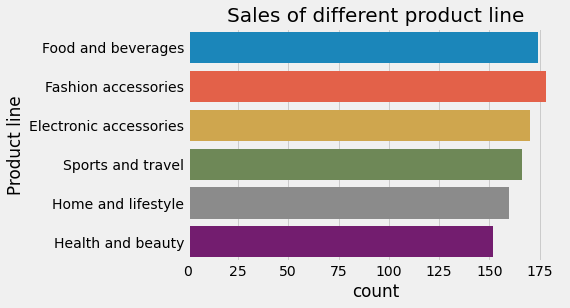 Sales of different product line
Product line
Food and beverages
Fashion accessories
Electronic accessories
Sports and travel
Home and lifestyle
Health and beauty
0 25 50 75 100 125 150 175
count